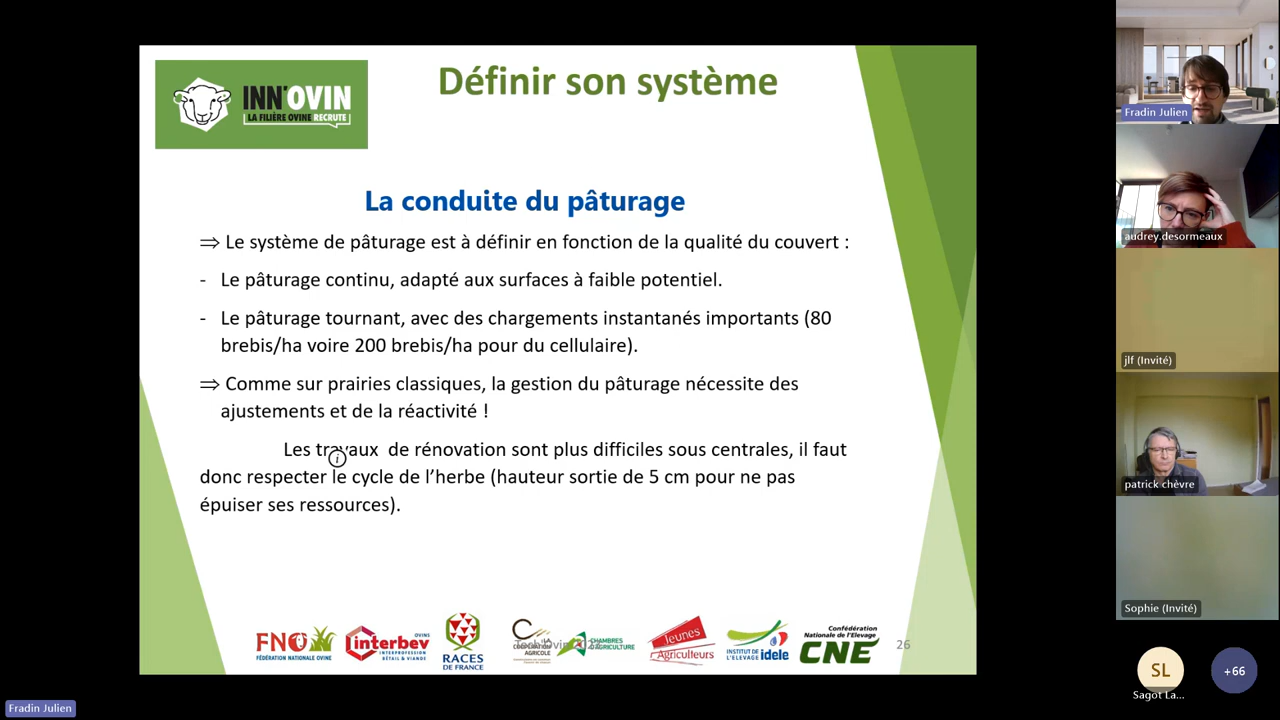 Définir son système
INN'OVIN
LA FILIÈRE OVINE RECRUTE
La conduite du pâturage
⇒ Le système de pâturage est à définir en fonction de la qualité du couvert :
- Le pâturage continu, adapté aux surfaces à faible potentiel.
- Le pâturage tournant, avec des chargements instantanés importants (80
brebis/ha voire 200 brebis/ha pour du cellulaire).
⇒ Comme sur prairies classiques, la gestion du pâturage nécessite des
ajustements et de la réactivité !
Les travaux de rénovation sont plus difficiles sous centrales, il faut
donc respecter le cycle de l'herbe (hauteur sortie de 5 cm pour ne pas
épuiser ses ressources).
FNO
FÉDÉRATION NATIONALE OVINE
interbev
OVINS
INTERPROFESSION
BÉTAIL & VIANDE
RACES
DE FRANCE
LA
COOPÉRATION
AGRICOLE
CHAMBRES
D'AGRICULTURE
Jeunes
Agriculteurs
INSTITUT DE
L'ELEVAGE idele
Confédération
Nationale de l'Elevage
CNE
26
Fradin Julien
audrey.desormeaux
jlf (Invité)
patrick chèvre
Sophie (Invité)
SL
Sagot La...
+66
Fradin Julien